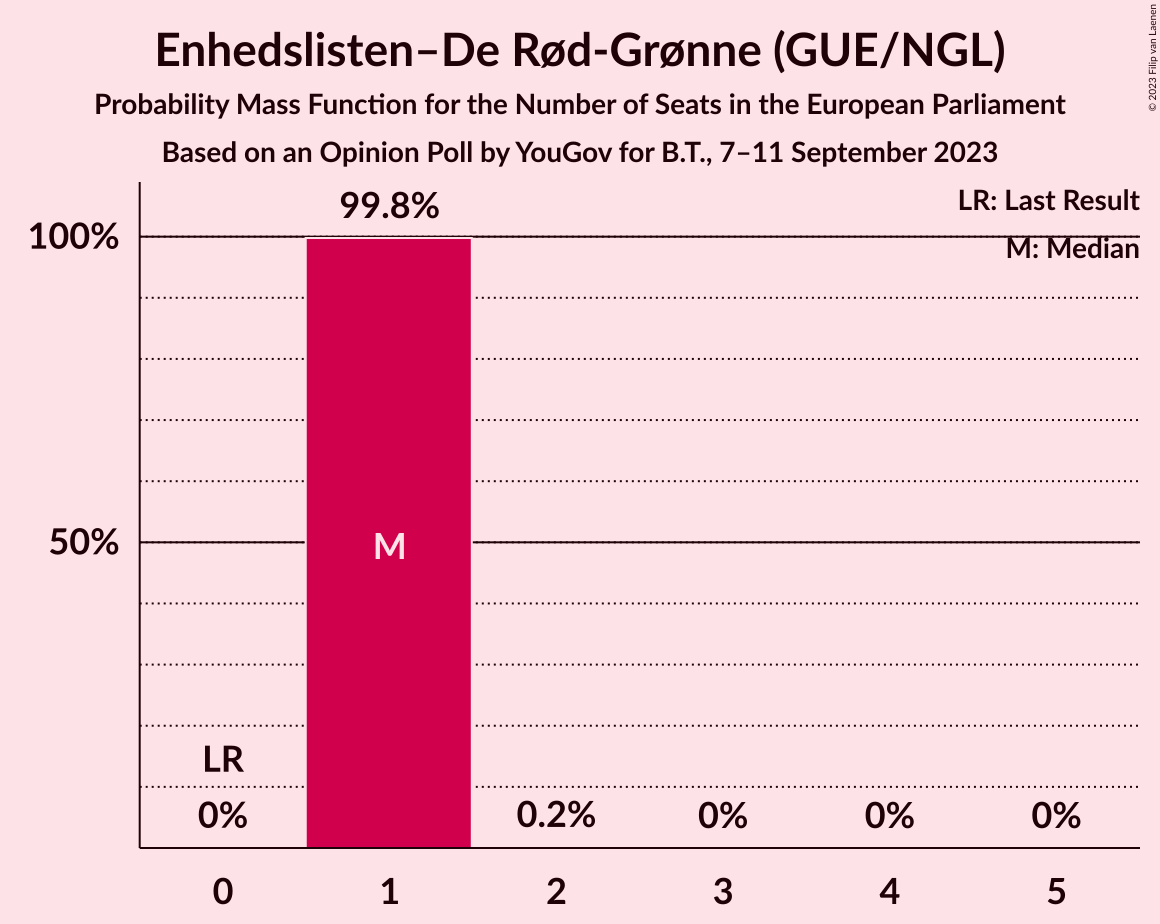 Enhedslisten–De Rød-Grønne (GUE/NGL)
Probability Mass Function for the Number of Seats in the European Parliament
Based on an Opinion Poll by YouGov for B.T., 7–11 September 2023
© 2023 Filip van Laenen
LR: Last Result
M: Median
99.8%
100%
50%
M
LR
0%
0.2%
0%
0%
0%
0
1
2
3
4
5